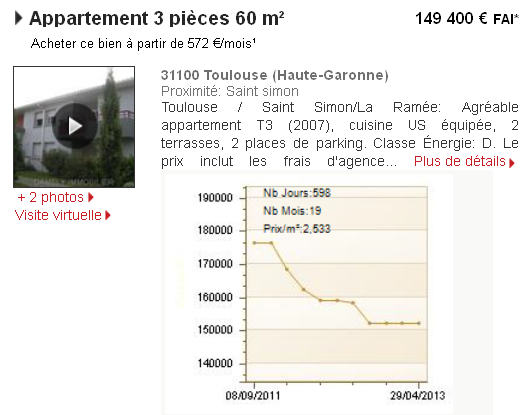 Appartement 3 pièces 60 m²
149 400 € FAI*
Acheter ce bien à partir de 572 €/mois¹
31100 Toulouse (Haute-Garonne)
Proximité: Saint simon
Toulouse / Saint Simon/La Ramée: Agréable
appartement T3 (2007), cuisine US équipée, 2
terrasses, 2 places de parking. Classe Énergie: D. Le
prix inclut les frais d'agence... Plus de détails
+ 2 photos
Visite virtuelle
Nb Jours:598
Nb Mois:19
Prix/m²:2,533
190000
180000
170000
160000
150000
140000
08/09/2011
29/04/2013